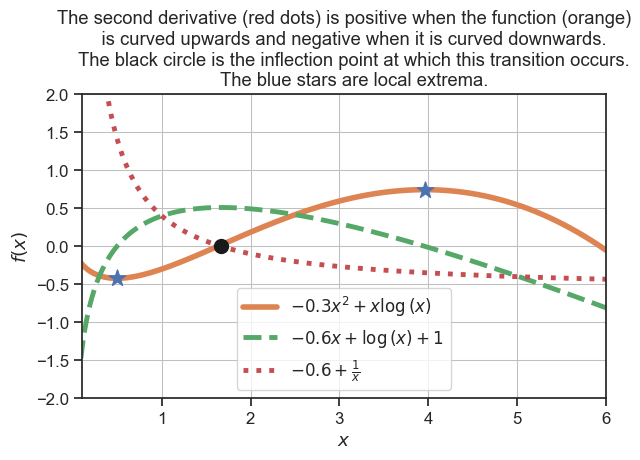 The second derivative (red dots) is positive when the function (orange)
is curved upwards and negative when it is curved downwards.
The black circle is the inflection point at which this transition occurs.
The blue stars are local extrema.
2.0
1.5
1.0
0.5
0.0
−0.5
−1.0
−1.5
−2.0
f(x)
−0.3x² + x log (x)
−0.6x + log (x) + 1
−0.6 + 1/x
1 2 3 4 5 6
x